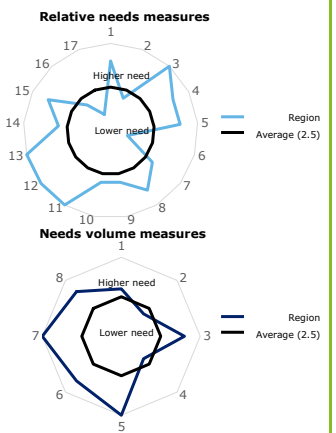 Relative needs measures
1
2
3
4
5
6
7
8
9
10
11
12
13
14
15
16
17
Higher need
Lower need
Region
Average (2.5)
Needs volume measures
1
2
3
4
5
6
7
8
Higher need
Lower need
Region
Average (2.5)